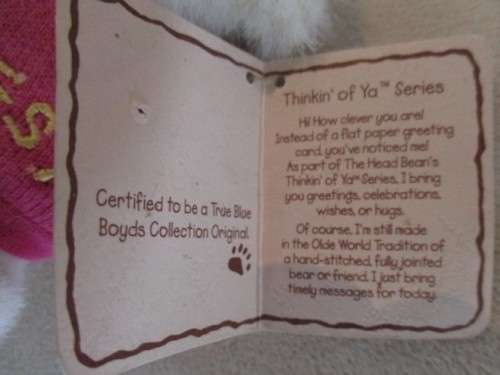 Certified to be a True Blue
Boyds Collection Original.
Thinkin' of Ya™ Series
Hi! How clever you are!
Instead of a flat paper greeting
card, you've noticed me!
As part of The Head Bean's
Thinkin' of Ya™ Series, I bring
you greetings, celebrations,
wishes, or hugs.
Of course, I'm still made
in the Olde World Tradition of
a hand-stitched, fully jointed
bear or friend. I just bring
timely messages for today.